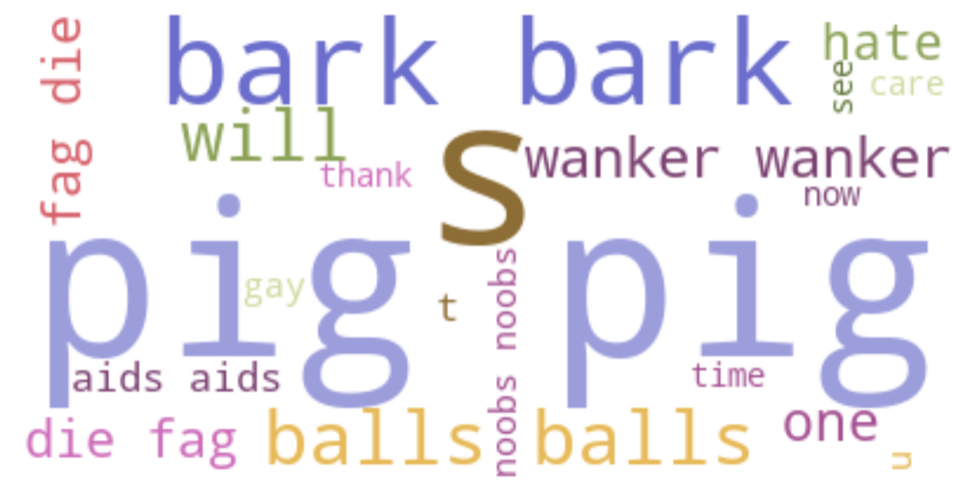 fag die
bark bark
hate
see
care
will
thank
s
wanker wanker
now
pig pig
gay
t
noobs noobs
aids aids
time
die fag
balls balls
one
u